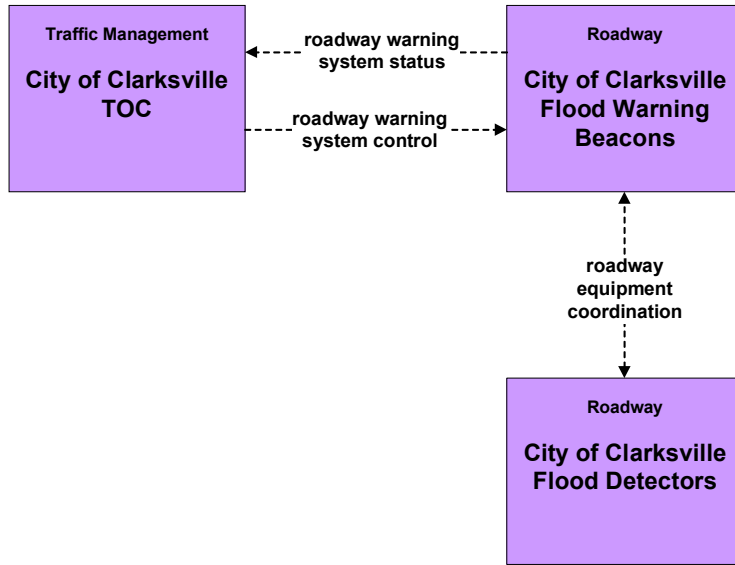 Traffic Management
City of Clarksville
TOC
roadway warning
system status
roadway warning
system control
Roadway
City of Clarksville
Flood Warning
Beacons
roadway
equipment
coordination
Roadway
City of Clarksville
Flood Detectors